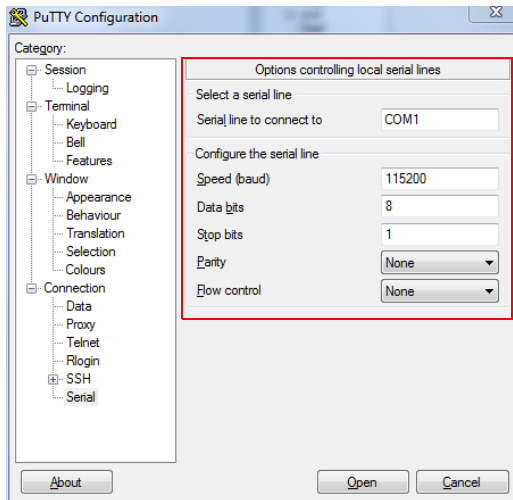 PuTTY Configuration
Category:
Session
Logging
Terminal
Keyboard
Bell
Features
Window
Appearance
Behaviour
Translation
Selection
Colours
Connection
Data
Proxy
Telnet
Rlogin
SSH
Serial
Options controlling local serial lines
Select a serial line
Serial line to connect to COM1
Configure the serial line
Speed (baud) 115200
Data bits 8
Stop bits 1
Parity None
Flow control None
About Open Cancel